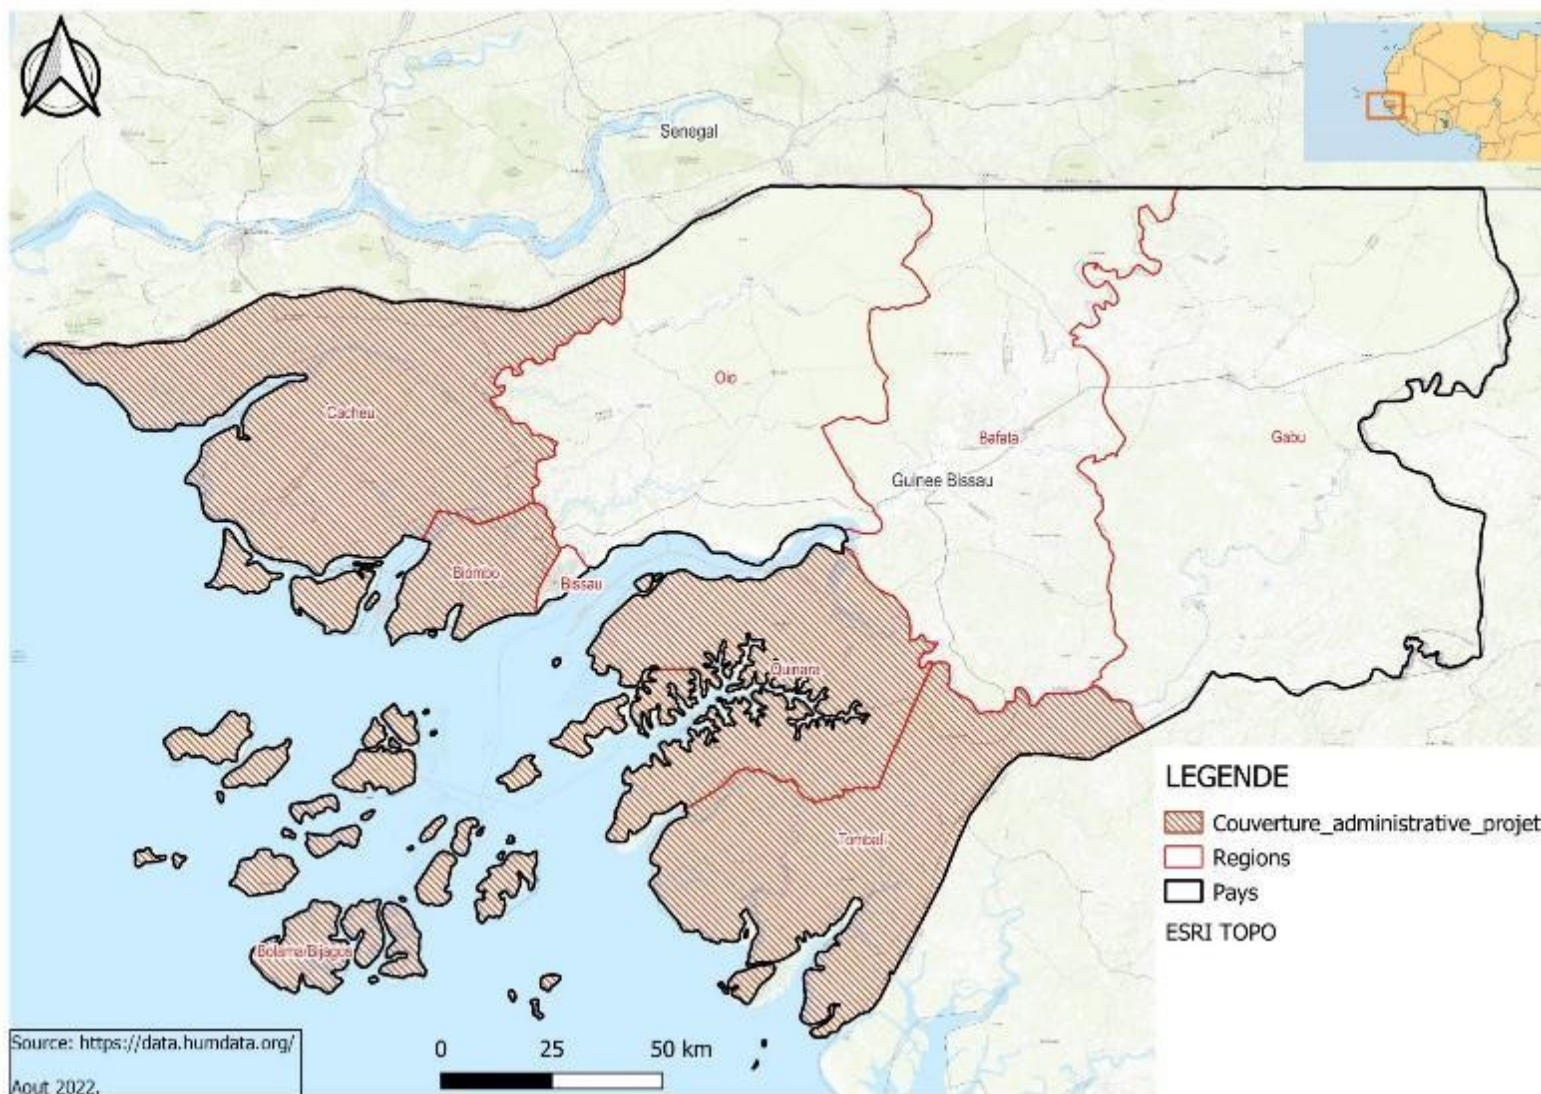 Senegal
Oio
Cacheu
Bafata
Gabu
Guinee Bissau
Biombo
Bissau
Quinara
Tombali
Bolama/Bijagos
LEGENDE
Couverture_administrative_projet
Regions
Pays
ESRI TOPO
Source: https://data.humdata.org/
Aout 2022.
0 25 50 km